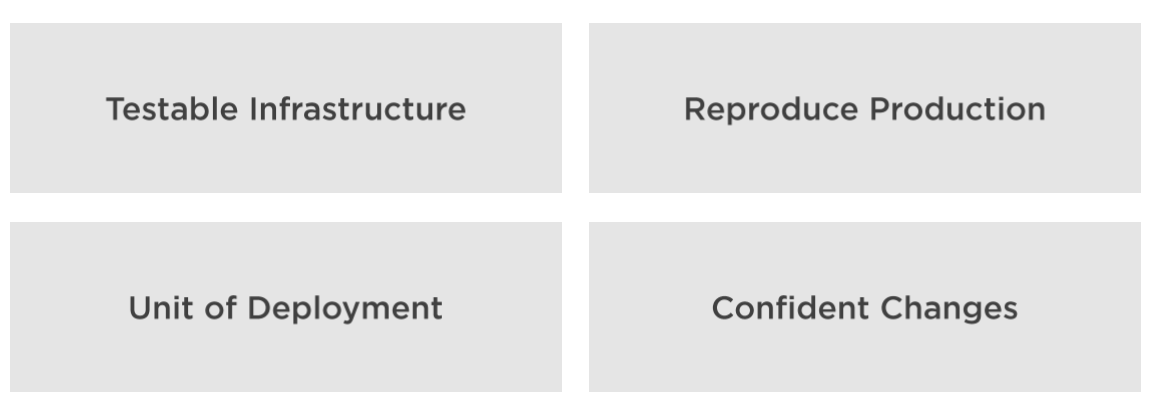 Testable Infrastructure
Reproduce Production
Unit of Deployment
Confident Changes